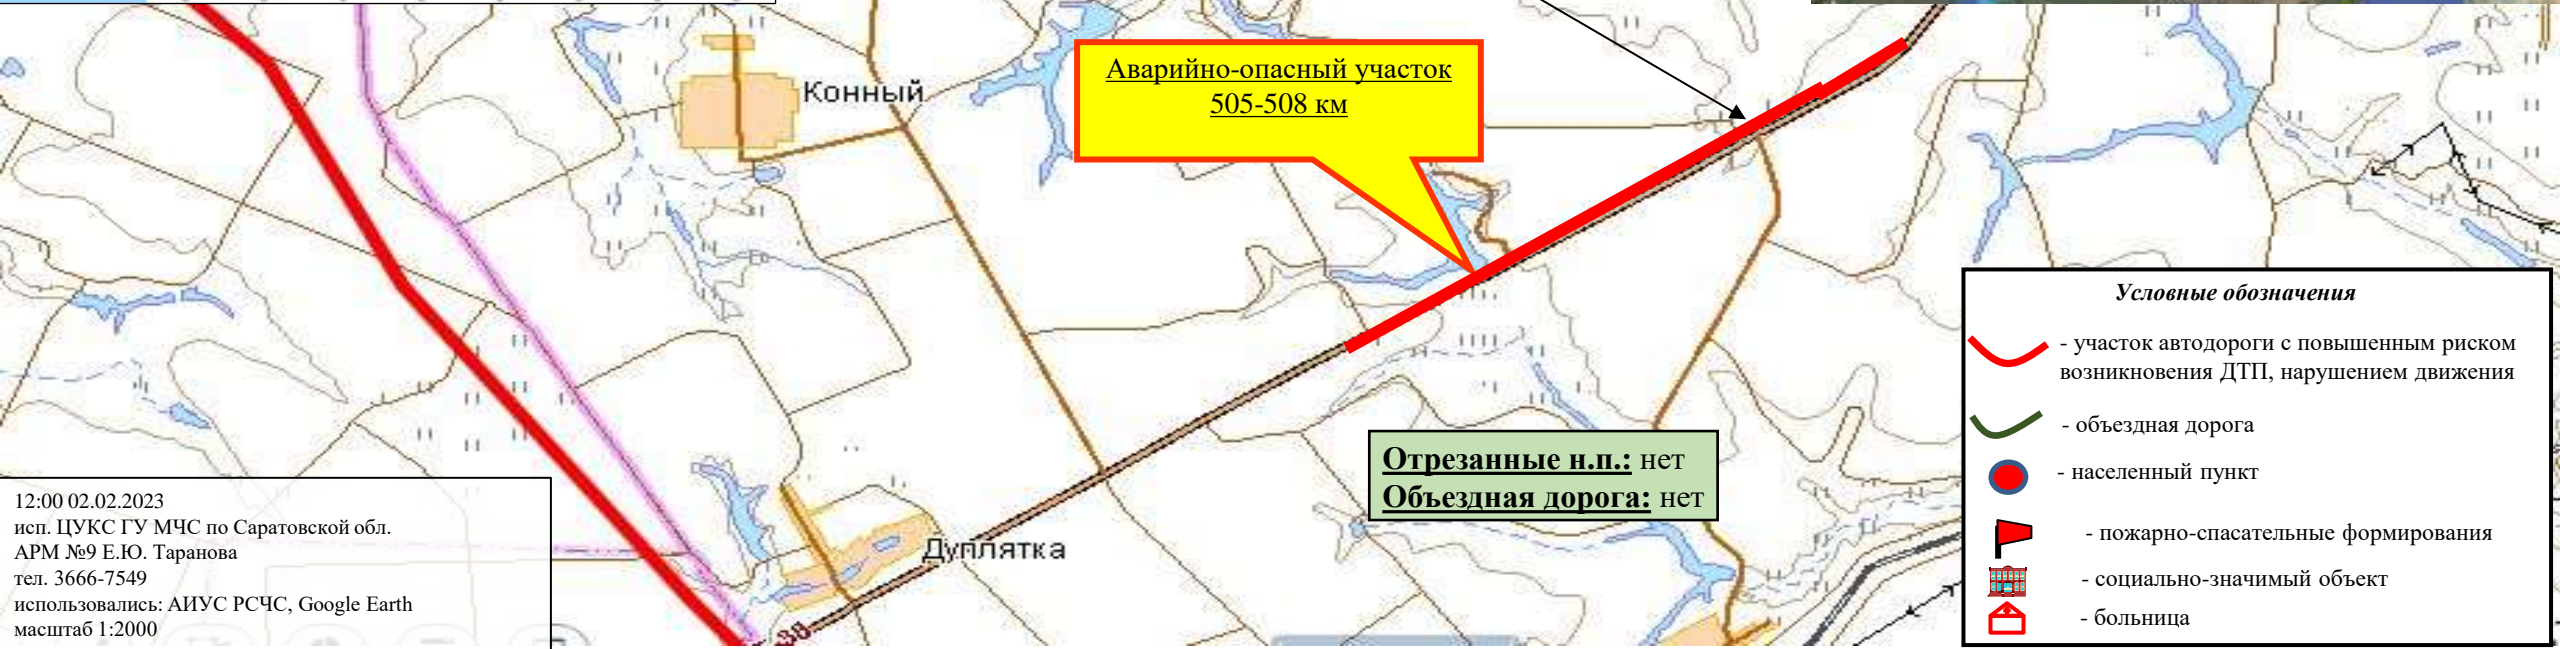 Конный
Аварийно-опасный участок
505-508 км
Условные обозначения
- участок автодороги с повышенным риском
возникновения ДТП, нарушением движения
- объездная дорога
- населенный пункт
- пожарно-спасательные формирования
- социально-значимый объект
- больница
Отрезанные н.п.: нет
Объездная дорога: нет
Дуплятка
12:00 02.02.2023
исп. ЦУКС ГУ МЧС по Саратовской обл.
АРМ №9 Е.Ю. Таранова
тел. 3666-7549
использовались: АИУС РСЧС, Google Earth
масштаб 1:2000